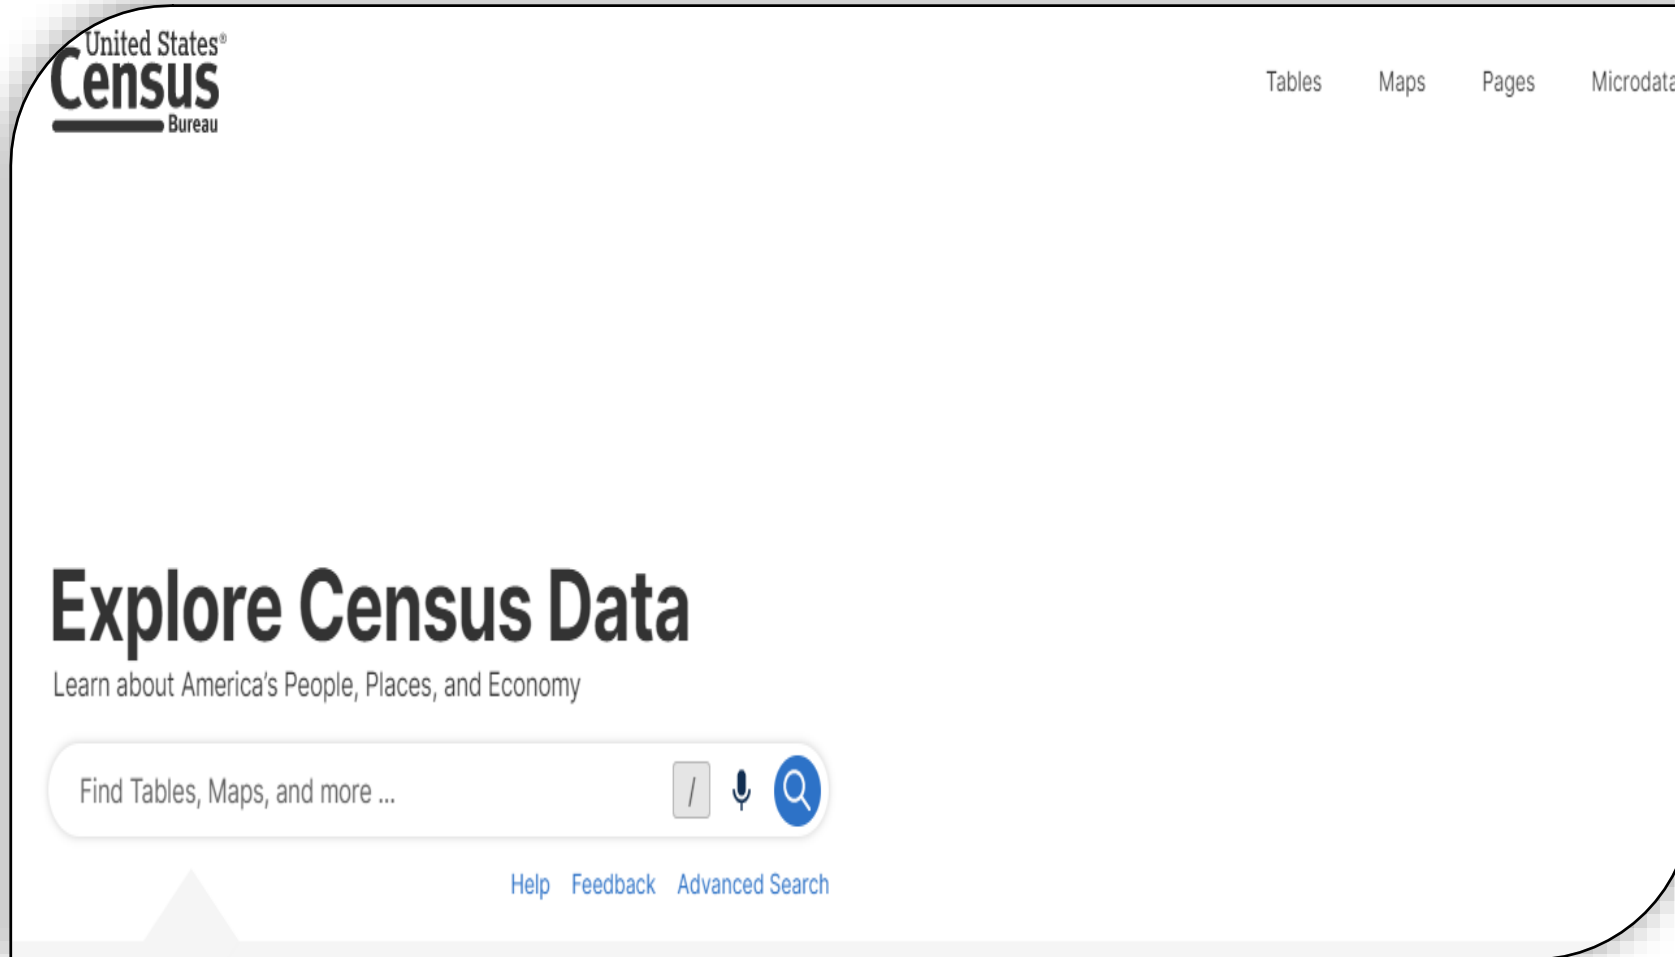 United States®
Census
Bureau
Tables Maps Pages Microdata
Explore Census Data
Learn about America's People, Places, and Economy
Find Tables, Maps, and more ... /
Help Feedback Advanced Search